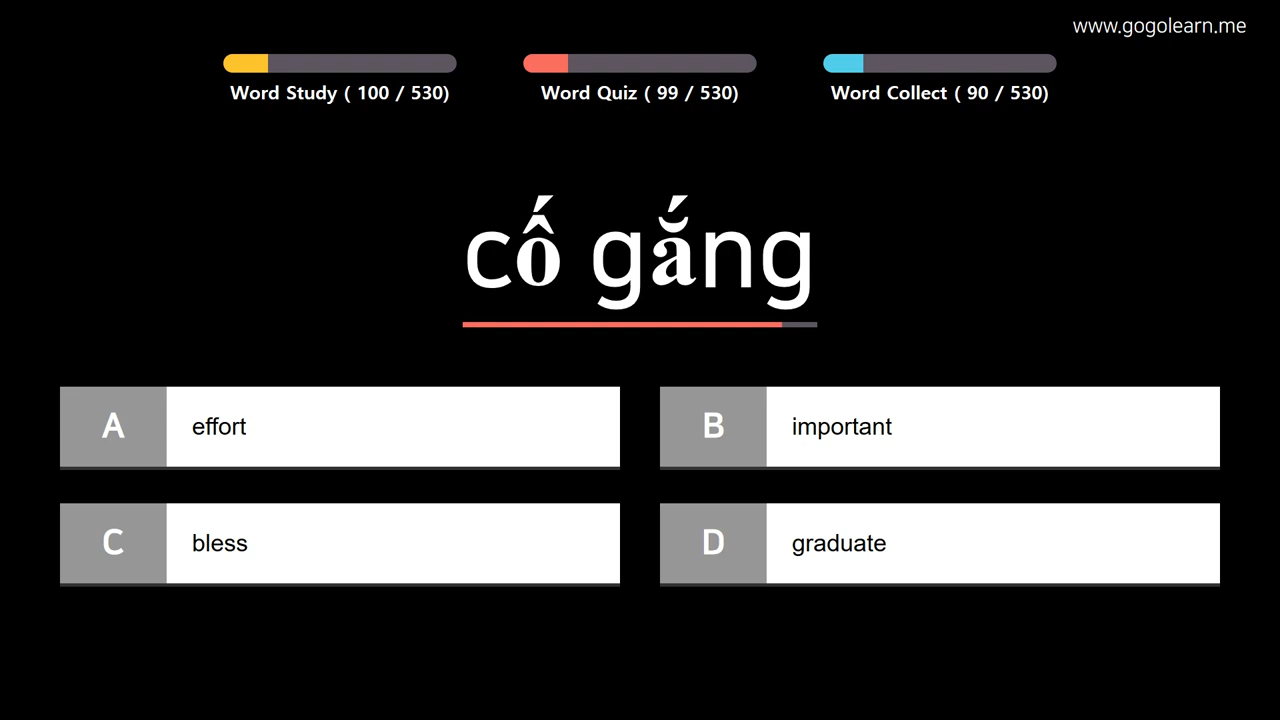 www.gogolearn.me
Word Study ( 100 / 530)
Word Quiz ( 99 / 530)
Word Collect ( 90 / 530)
cố gắng
A effort
B important
C bless
D graduate